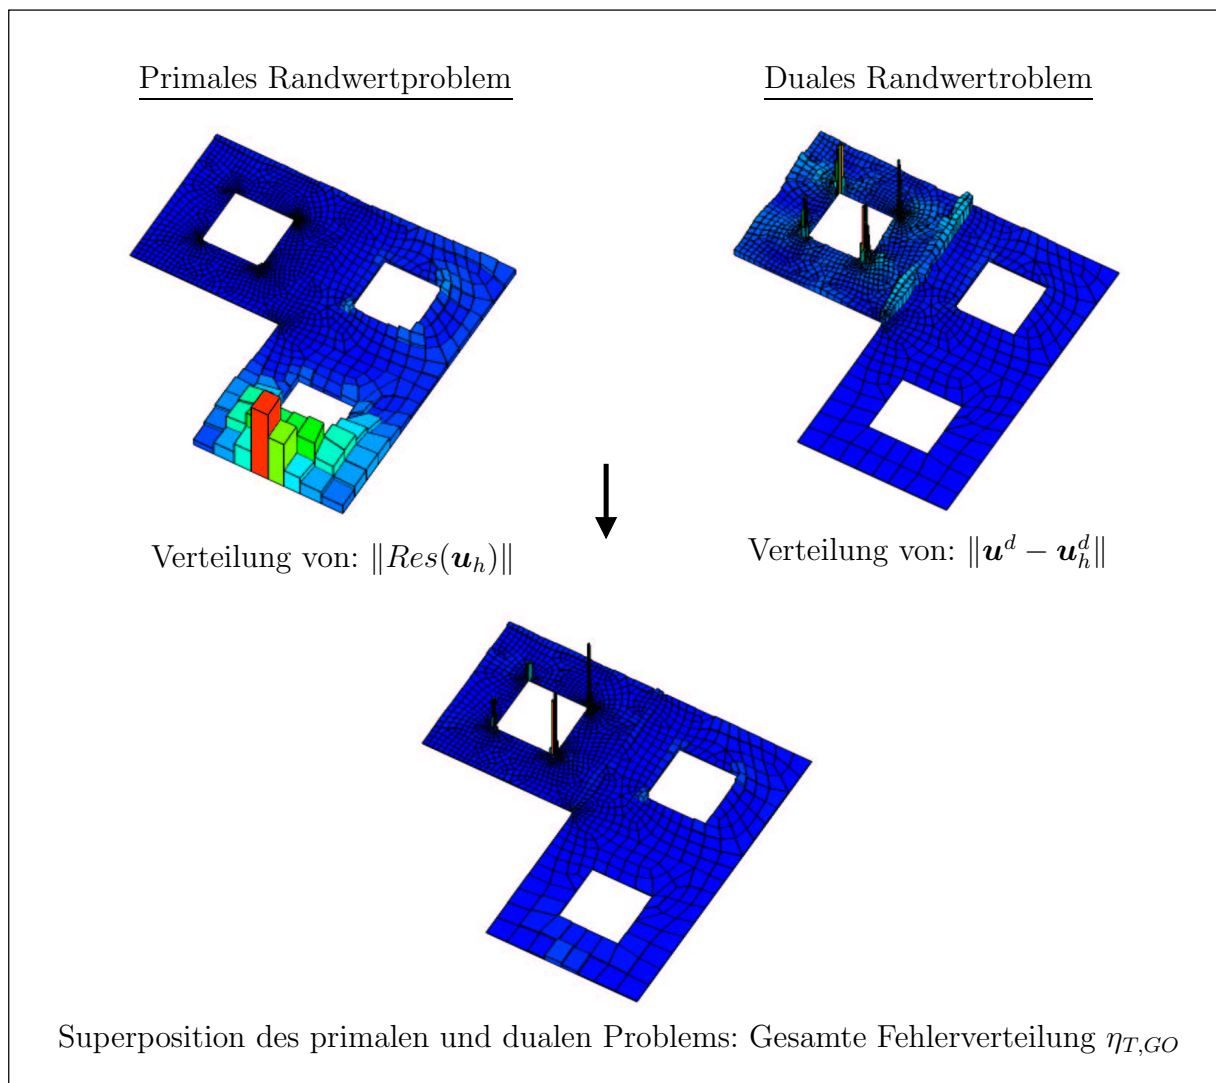 Primales Randwertproblem
Duales Randwertroblem
Verteilung von: ‖Res(𝒖_h)‖
Verteilung von: ‖𝒖^d − 𝒖_h^d‖
Superposition des primalen und dualen Problems: Gesamte Fehlerverteilung η_{T,GO}